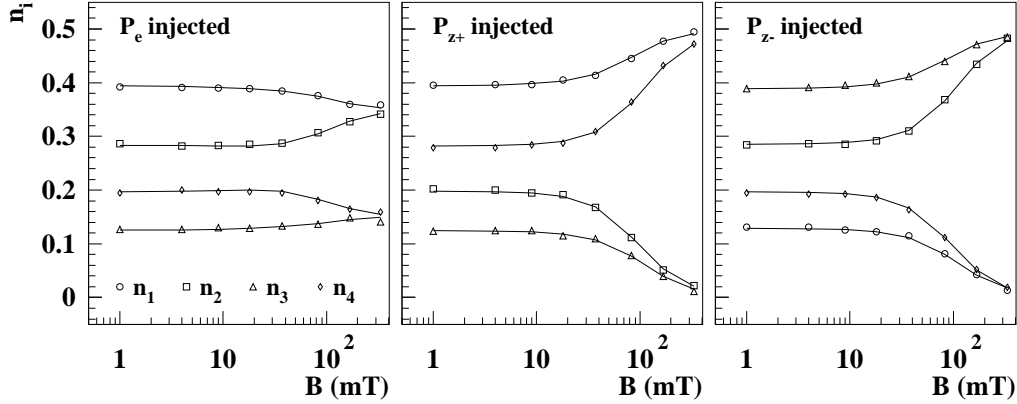 n_i
P_e injected
P_z+ injected
P_z- injected
0.5
0.4
0.3
0.2
0.1
0
n_1 n_2 n_3 n_4
1 10 10^2
1 10 10^2
1 10 10^2
B (mT)
B (mT)
B (mT)